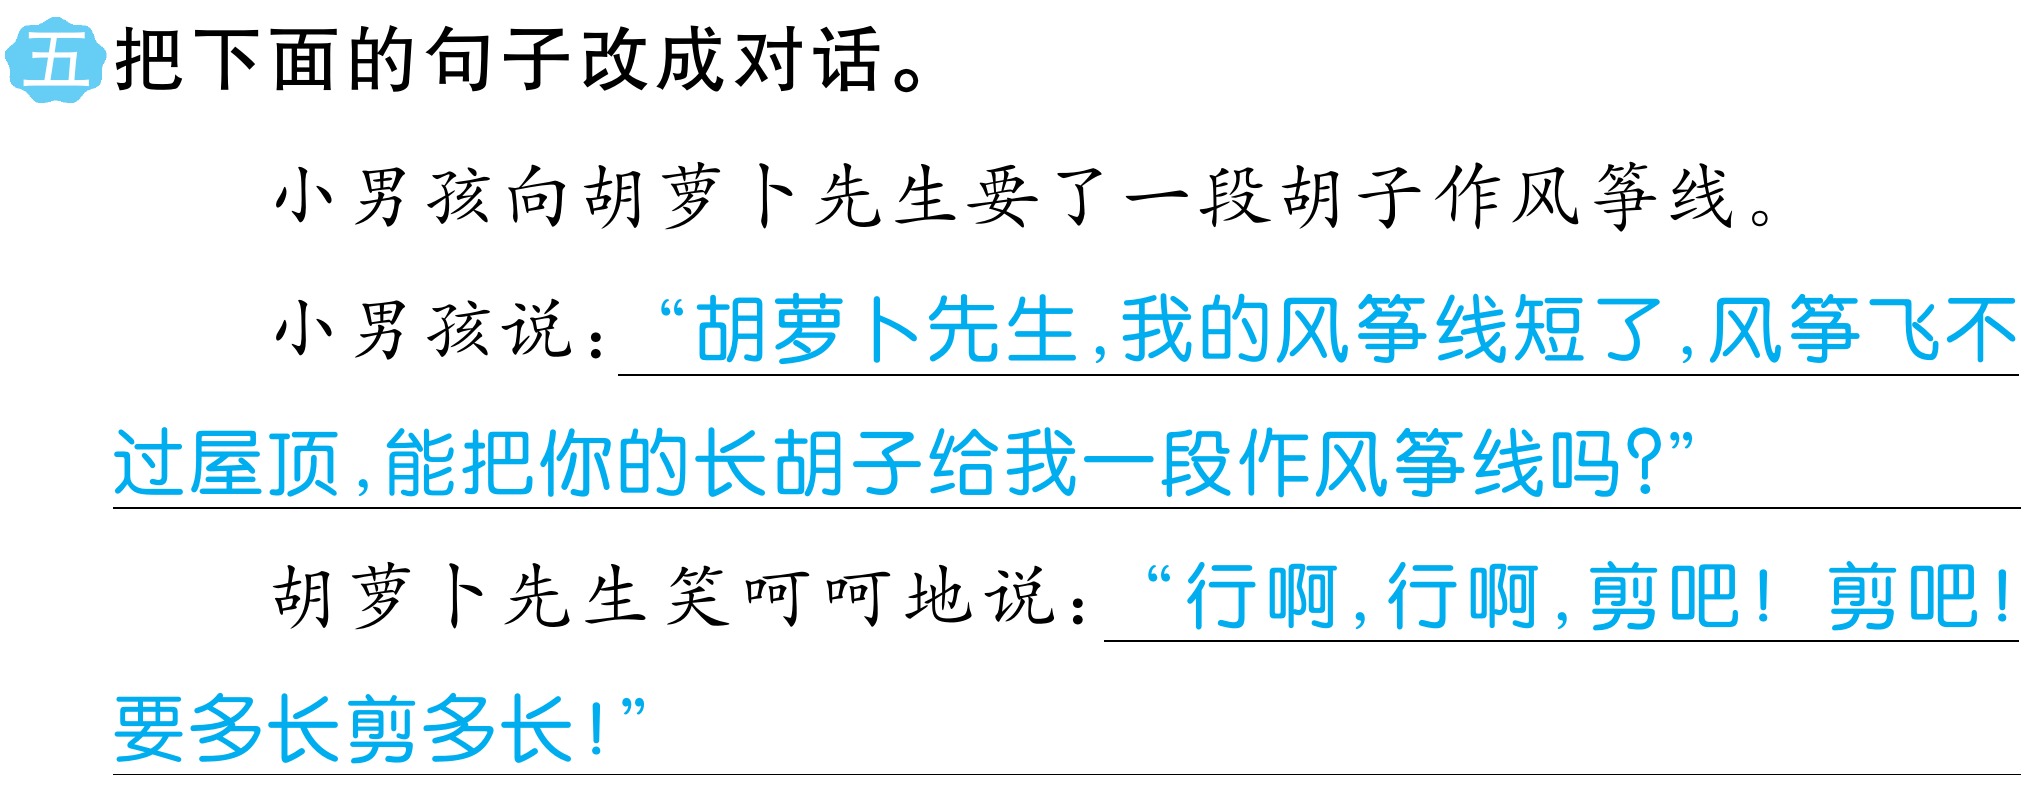 五 把下面的句子改成对话。
小男孩向胡萝卜先生要了一段胡子作风筝线。
小男孩说：“胡萝卜先生，我的风筝线短了，风筝飞不
过屋顶，能把你的长胡子给我一段作风筝线吗？”
胡萝卜先生笑呵呵地说：“行啊，行啊，剪吧！剪吧！
要多长剪多长！”